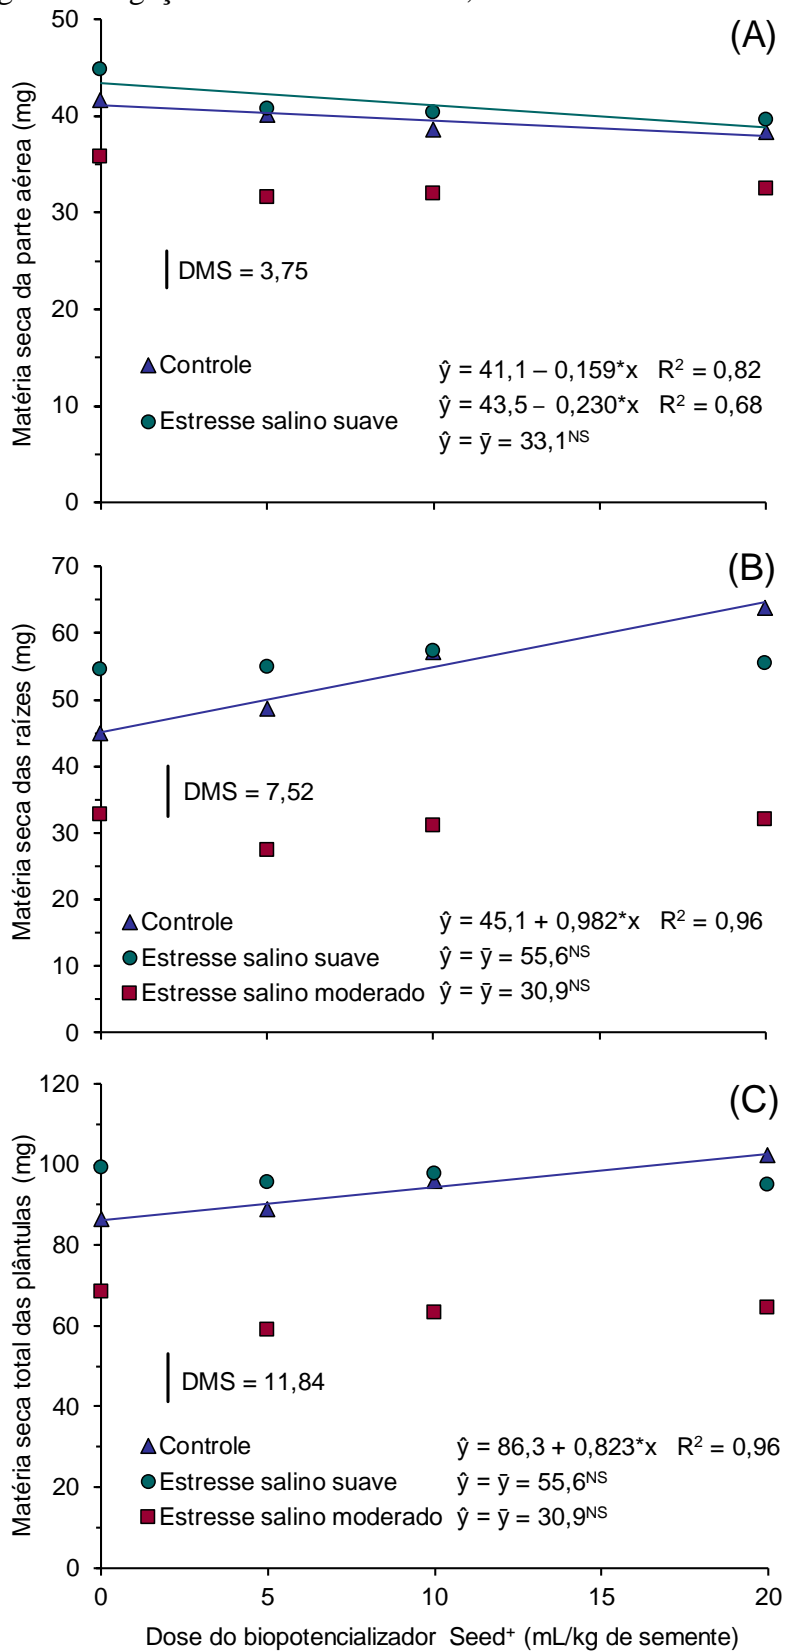 50
(A)
40
30
20
10
0
Matéria seca da parte aérea (mg)
DMS = 3,75
Controle
ŷ = 41,1 – 0,159*x R² = 0,82
Estresse salino suave
ŷ = 43,5 – 0,230*x R² = 0,68
ŷ = ȳ = 33,1ᴺˢ
70
(B)
60
50
40
30
20
10
0
Matéria seca das raízes (mg)
DMS = 7,52
Controle
ŷ = 45,1 + 0,982*x R² = 0,96
Estresse salino suave
ŷ = ȳ = 55,6ᴺˢ
Estresse salino moderado
ŷ = ȳ = 30,9ᴺˢ
120
(C)
100
80
60
40
20
0
Matéria seca total das plântulas (mg)
DMS = 11,84
Controle
ŷ = 86,3 + 0,823*x R² = 0,96
Estresse salino suave
ŷ = ȳ = 55,6ᴺˢ
Estresse salino moderado
ŷ = ȳ = 30,9ᴺˢ
0 5 10 15 20
Dose do biopotencializador Seed⁺ (mL/kg de semente)